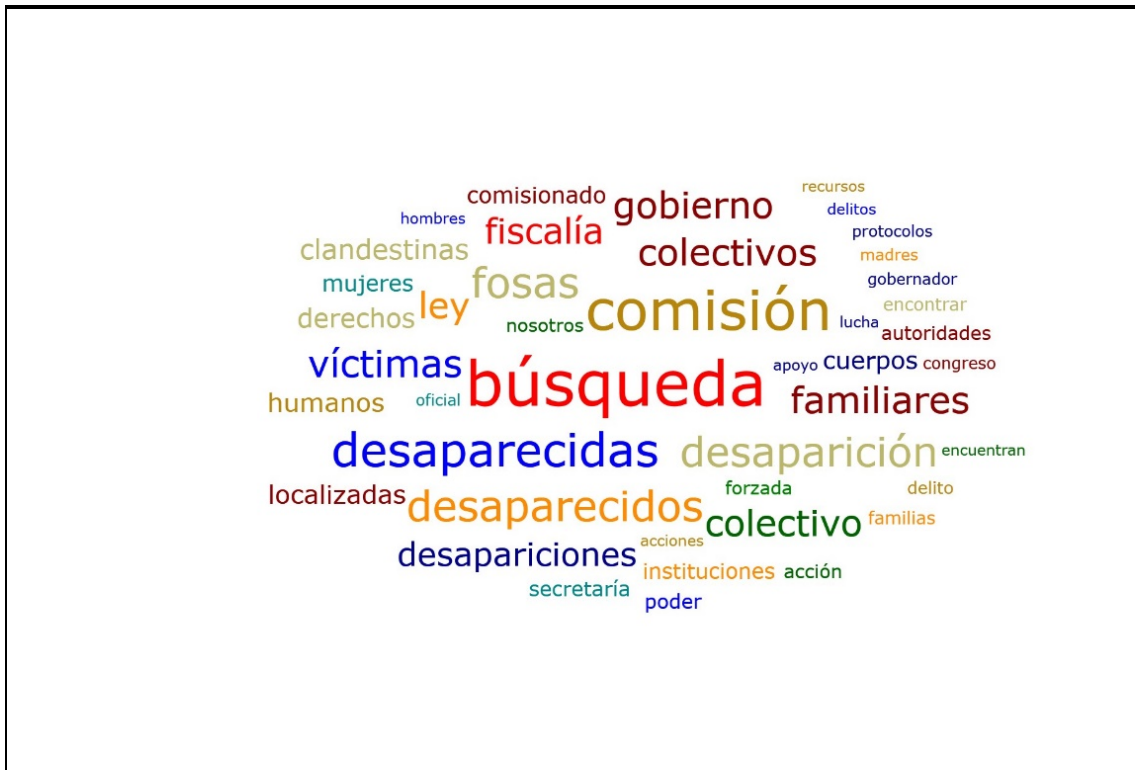 recursos
comisionado gobierno delitos
hombres fiscalía protocolos
clandestinas colectivos madres
mujeres fosas gobernador
derechos ley comisión encontrar
nosotros lucha autoridades
víctimas búsqueda apoyo cuerpos congreso
humanos oficial familiares
desaparecidas desaparición encuentran
localizadas desaparecidos forzada delito
colectivo familias
desapariciones acciones
instituciones acción
secretaría poder